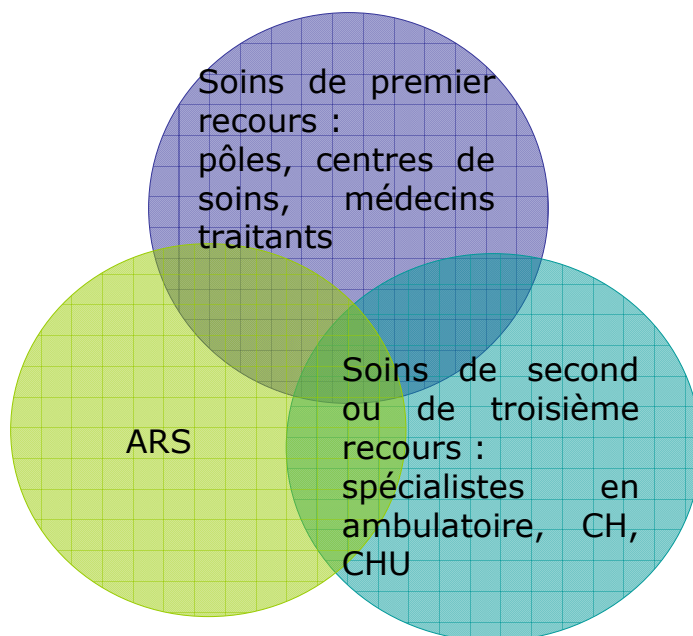 Soins de premier
recours :
pôles, centres de
soins, médecins
traitants
ARS
Soins de second
ou de troisième
recours :
spécialistes en
ambulatoire, CH,
CHU